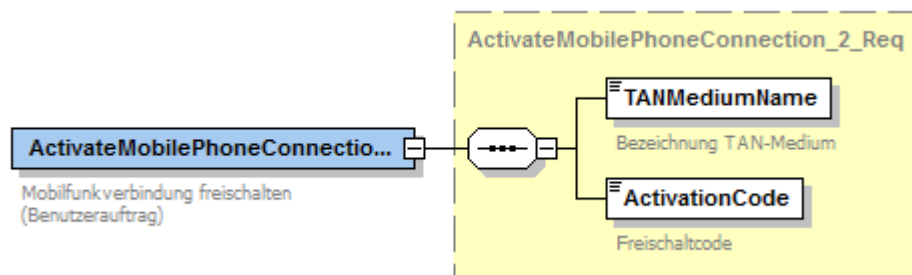 ActivateMobilePhoneConnection_2_Req
TANMediumName
Bezeichnung TAN-Medium
ActivateMobilePhoneConnectio...
Mobilfunkverbindung freischalten
(Benutzerauftrag)
ActivationCode
Freischaltcode